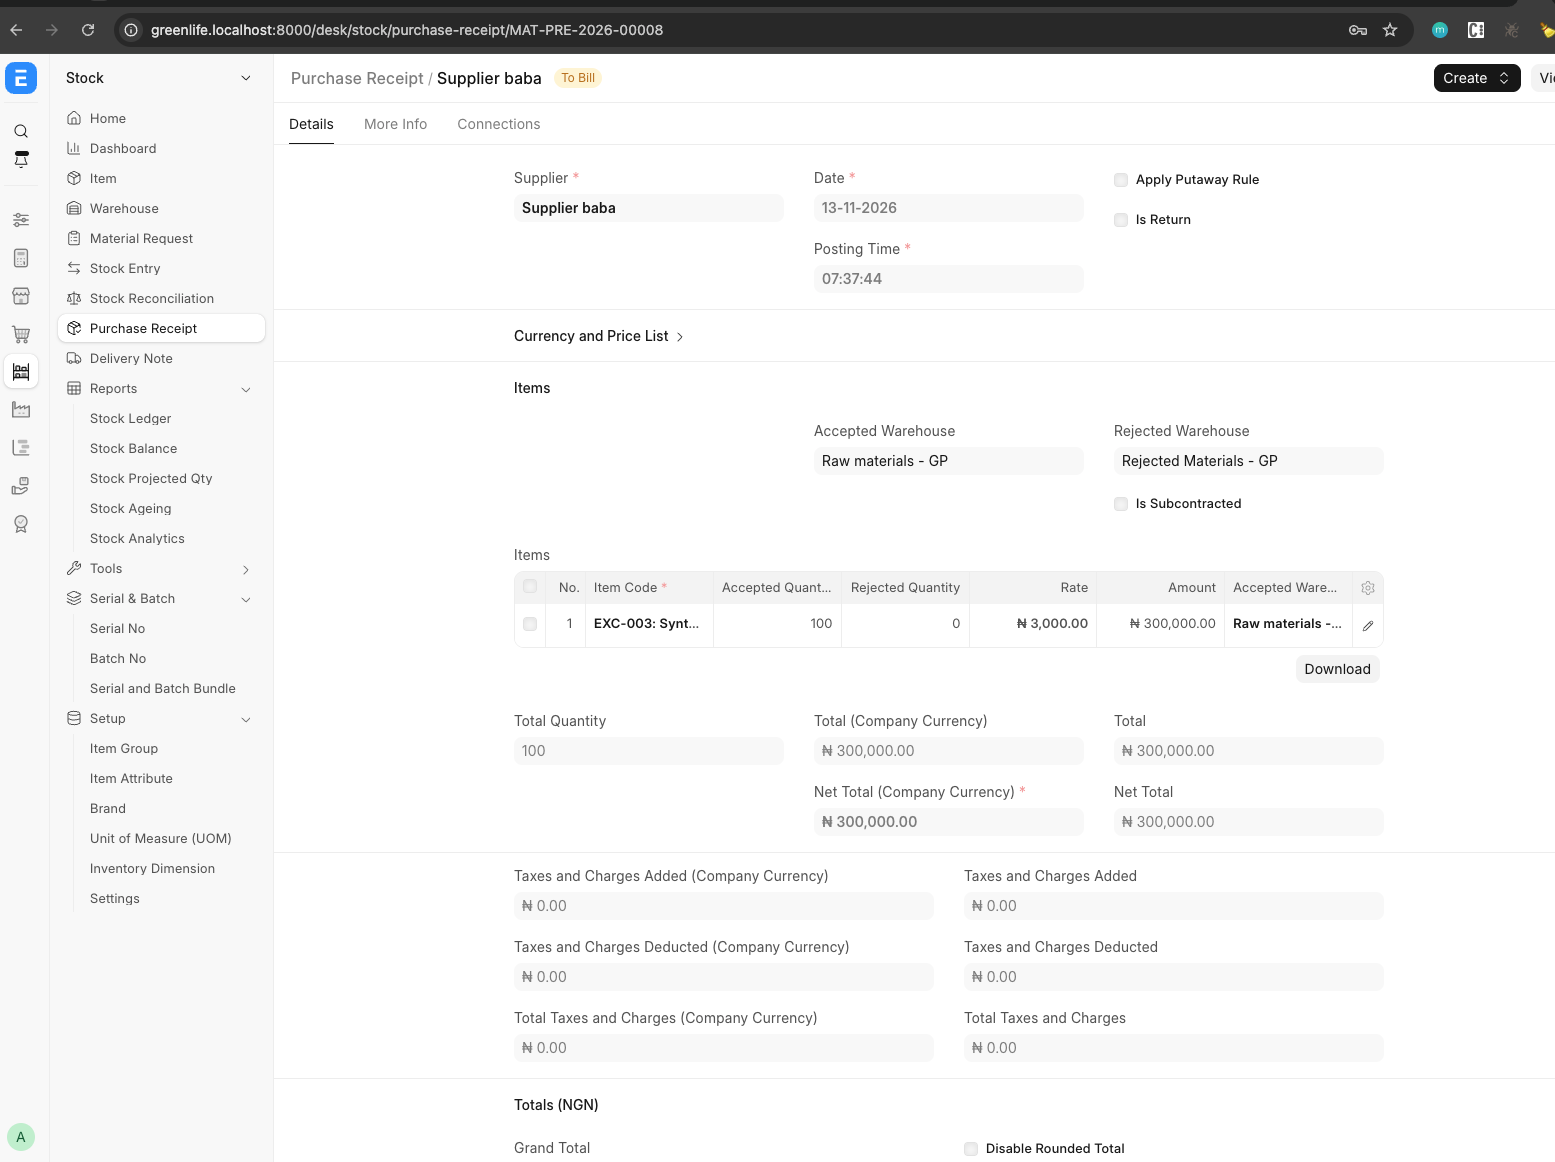 greenlife.localhost:8000/desk/stock/purchase-receipt/MAT-PRE-2026-00008
m
E
Stock
Home
Dashboard
Item
Warehouse
Material Request
Stock Entry
Stock Reconciliation
Purchase Receipt
Delivery Note
Reports
Stock Ledger
Stock Balance
Stock Projected Qty
Stock Ageing
Stock Analytics
Tools
Serial & Batch
Serial No
Batch No
Serial and Batch Bundle
Setup
Item Group
Item Attribute
Brand
Unit of Measure (UOM)
Inventory Dimension
Settings
A
Purchase Receipt / Supplier baba To Bill
Create
Details More Info Connections
Supplier * Date * Apply Putaway Rule
Supplier baba 13-11-2026
Is Return
Posting Time *
07:37:44
Currency and Price List
Items
Accepted Warehouse Rejected Warehouse
Raw materials - GP Rejected Materials - GP
Is Subcontracted
Items
No. Item Code * Accepted Quant... Rejected Quantity Rate Amount Accepted Ware...
1 EXC-003: Synt... 100 0 ₦ 3,000.00 ₦ 300,000.00 Raw materials -...
Download
Total Quantity Total (Company Currency) Total
100 ₦ 300,000.00 ₦ 300,000.00
Net Total (Company Currency) * Net Total
₦ 300,000.00 ₦ 300,000.00
Taxes and Charges Added (Company Currency) Taxes and Charges Added
₦ 0.00 ₦ 0.00
Taxes and Charges Deducted (Company Currency) Taxes and Charges Deducted
₦ 0.00 ₦ 0.00
Total Taxes and Charges (Company Currency) Total Taxes and Charges
₦ 0.00 ₦ 0.00
Totals (NGN)
Grand Total Disable Rounded Total